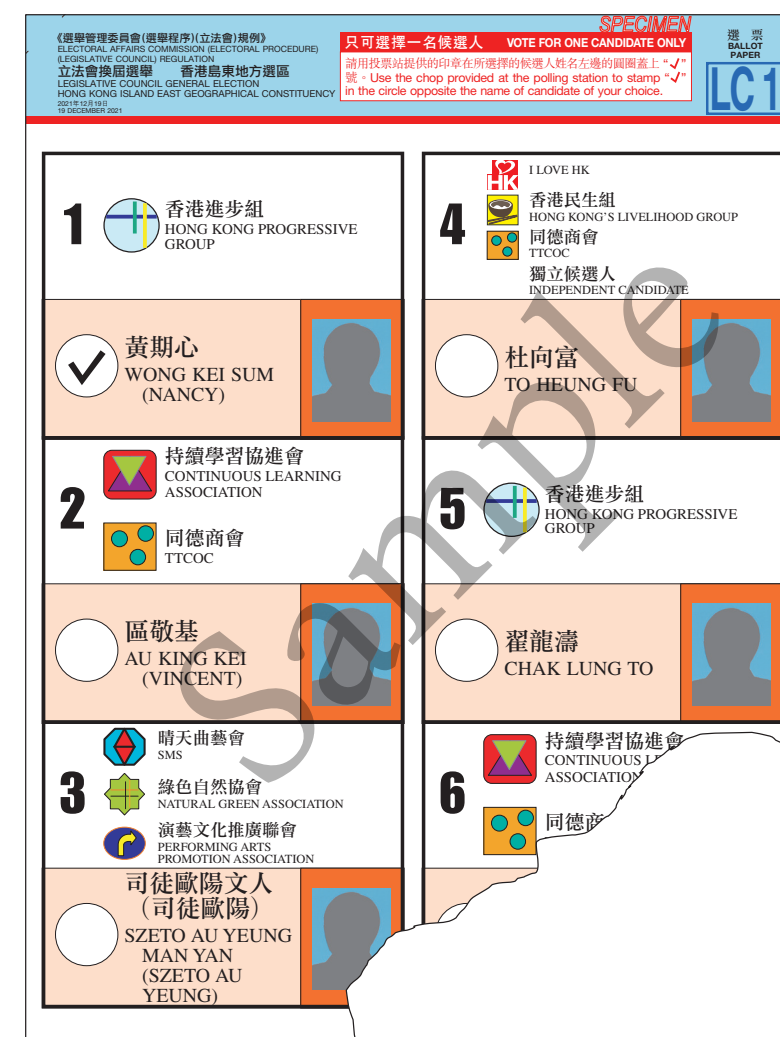 《選舉管理委員會(選舉程序)(立法會)規例》
ELECTORAL AFFAIRS COMMISSION (ELECTORAL PROCEDURE)
(LEGISLATIVE COUNCIL) REGULATION
立法會換屆選舉 香港島東地方選區
LEGISLATIVE COUNCIL GENERAL ELECTION
HONG KONG ISLAND EAST GEOGRAPHICAL CONSTITUENCY
2021年12月19日
19 DECEMBER 2021
SPECIMEN
只可選擇一名候選人 VOTE FOR ONE CANDIDATE ONLY
請用投票站提供的印章在所選擇的候選人姓名左邊的圓圈蓋上 “✓”
號。Use the chop provided at the polling station to stamp “✓”
in the circle opposite the name of candidate of your choice.
選 票
BALLOT
PAPER
LC 1
1
香港進步組
HONG KONG PROGRESSIVE
GROUP
✓
黃期心
WONG KEI SUM
(NANCY)
2
持續學習協進會
CONTINUOUS LEARNING
ASSOCIATION
同德商會
TTCOC
區敬基
AU KING KEI
(VINCENT)
3
晴天曲藝會
SMS
綠色自然協會
NATURAL GREEN ASSOCIATION
演藝文化推廣聯會
PERFORMING ARTS
PROMOTION ASSOCIATION
司徒歐陽文人
(司徒歐陽)
SZETO AU YEUNG
MAN YAN
(SZETO AU
YEUNG)
4
HK
I LOVE HK
香港民生組
HONG KONG'S LIVELIHOOD GROUP
同德商會
TTCOC
獨立候選人
INDEPENDENT CANDIDATE
杜向富
TO HEUNG FU
5
香港進步組
HONG KONG PROGRESSIVE
GROUP
翟龍濤
CHAK LUNG TO
6
持續學習協進會
CONTINUOUS
ASSOCIATION
同德商
Sample